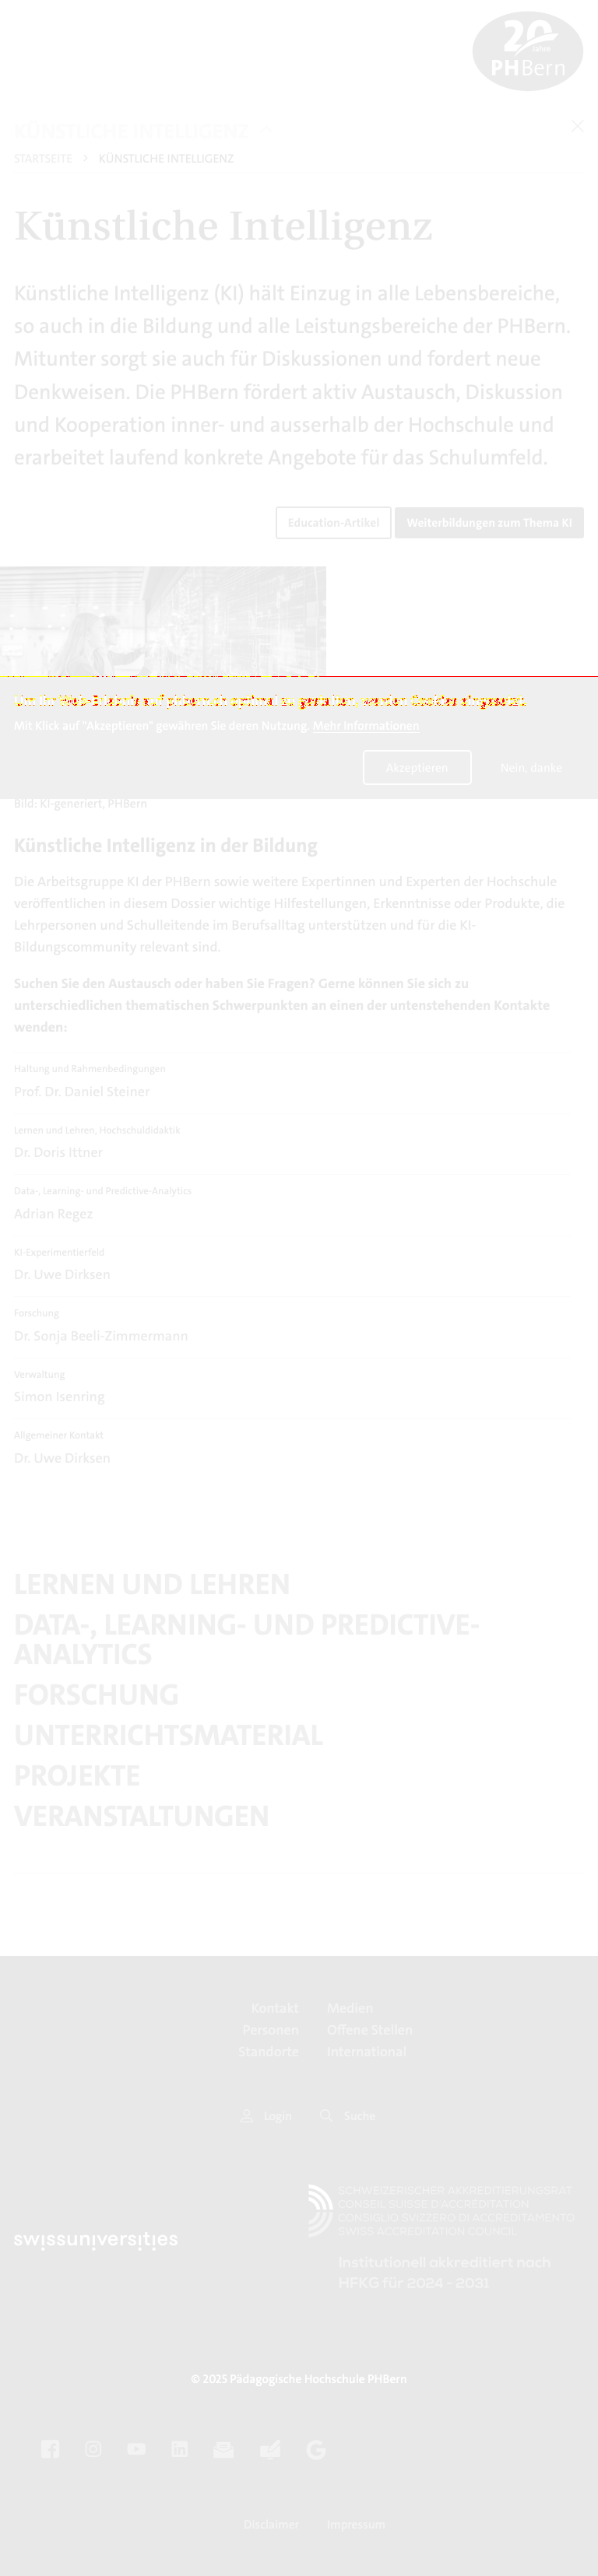 20
Jahre
PHBern
KÜNSTLICHE INTELLIGENZ
STARTSEITE > KÜNSTLICHE INTELLIGENZ
Künstliche Intelligenz
Künstliche Intelligenz (KI) hält Einzug in alle Lebensbereiche,
so auch in die Bildung und alle Leistungsbereiche der PHBern.
Mitunter sorgt sie auch für Diskussionen und fordert neue
Denkweisen. Die PHBern fördert aktiv Austausch, Diskussion
und Kooperation inner- und ausserhalb der Hochschule und
erarbeitet laufend konkrete Angebote für das Schulumfeld.
Education-Artikel Weiterbildungen zum Thema KI
Um Ihr Web-Erlebnis auf phbern.ch optimal zu gestalten, werden Cookies eingesetzt.
Mit Klick auf "Akzeptieren" gewähren Sie deren Nutzung. Mehr Informationen
Akzeptieren Nein, danke
Bild: KI-generiert, PHBern
Künstliche Intelligenz in der Bildung
Die Arbeitsgruppe KI der PHBern sowie weitere Expertinnen und Experten der Hochschule
veröffentlichen in diesem Dossier wichtige Hilfestellungen, Erkenntnisse oder Produkte, die
Lehrpersonen und Schulleitende im Berufsalltag unterstützen und für die KI-
Bildungscommunity relevant sind.
Suchen Sie den Austausch oder haben Sie Fragen? Gerne können Sie sich zu
unterschiedlichen thematischen Schwerpunkten an einen der untenstehenden Kontakte
wenden:
Haltung und Rahmenbedingungen
Prof. Dr. Daniel Steiner
Lernen und Lehren, Hochschuldidaktik
Dr. Doris Ittner
Data-, Learning- und Predictive-Analytics
Adrian Regez
KI-Experimentierfeld
Dr. Uwe Dirksen
Forschung
Dr. Sonja Beeli-Zimmermann
Verwaltung
Simon Isenring
Allgemeiner Kontakt
Dr. Uwe Dirksen
LERNEN UND LEHREN
DATA-, LEARNING- UND PREDICTIVE-
ANALYTICS
FORSCHUNG
UNTERRICHTSMATERIAL
PROJEKTE
VERANSTALTUNGEN
Kontakt Medien
Personen Offene Stellen
Standorte International
Login Suche
SCHWEIZERISCHER AKKREDITIERUNGSRAT
CONSEIL SUISSE D'ACCRÉDITATION
CONSIGLIO SVIZZERO DI ACCREDITAMENTO
SWISS ACCREDITATION COUNCIL
swissuniversities
Institutionell akkreditiert nach
HFKG für 2024 - 2031
© 2025 Pädagogische Hochschule PHBern
Disclaimer Impressum